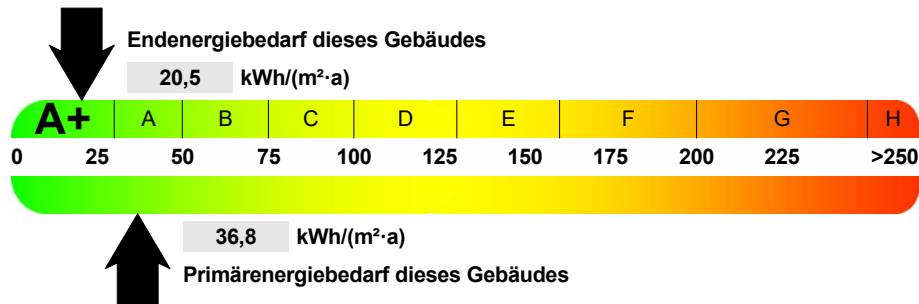 Endenergiebedarf dieses Gebäudes
20,5 kWh/(m²·a)
A+ A B C D E F G H
0 25 50 75 100 125 150 175 200 225 >250
36,8 kWh/(m²·a)
Primärenergiebedarf dieses Gebäudes